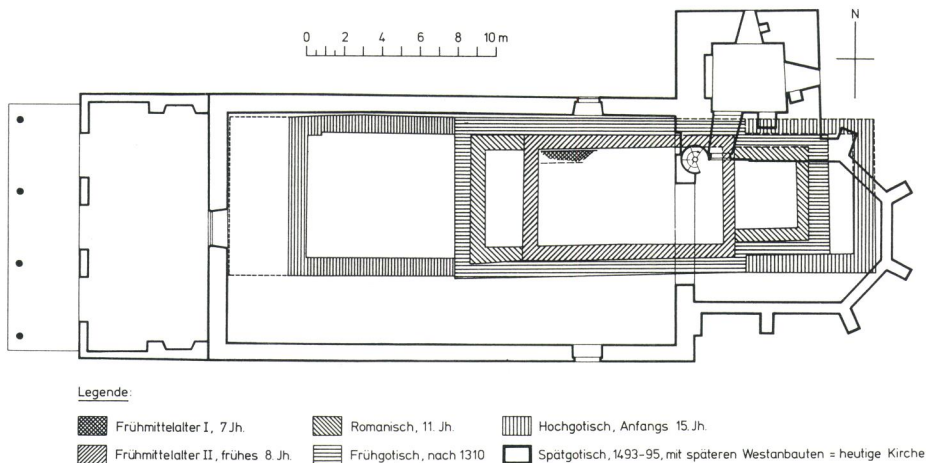 0 2 4 6 8 10 m
N
Legende:
Frühmittelalter I, 7 Jh.
Romanisch, 11. Jh.
Hochgotisch, Anfangs 15. Jh.
Frühmittelalter II, frühes 8. Jh.
Frühgotisch, nach 1310
Spätgotisch, 1493-95, mit späteren Westanbauten = heutige Kirche